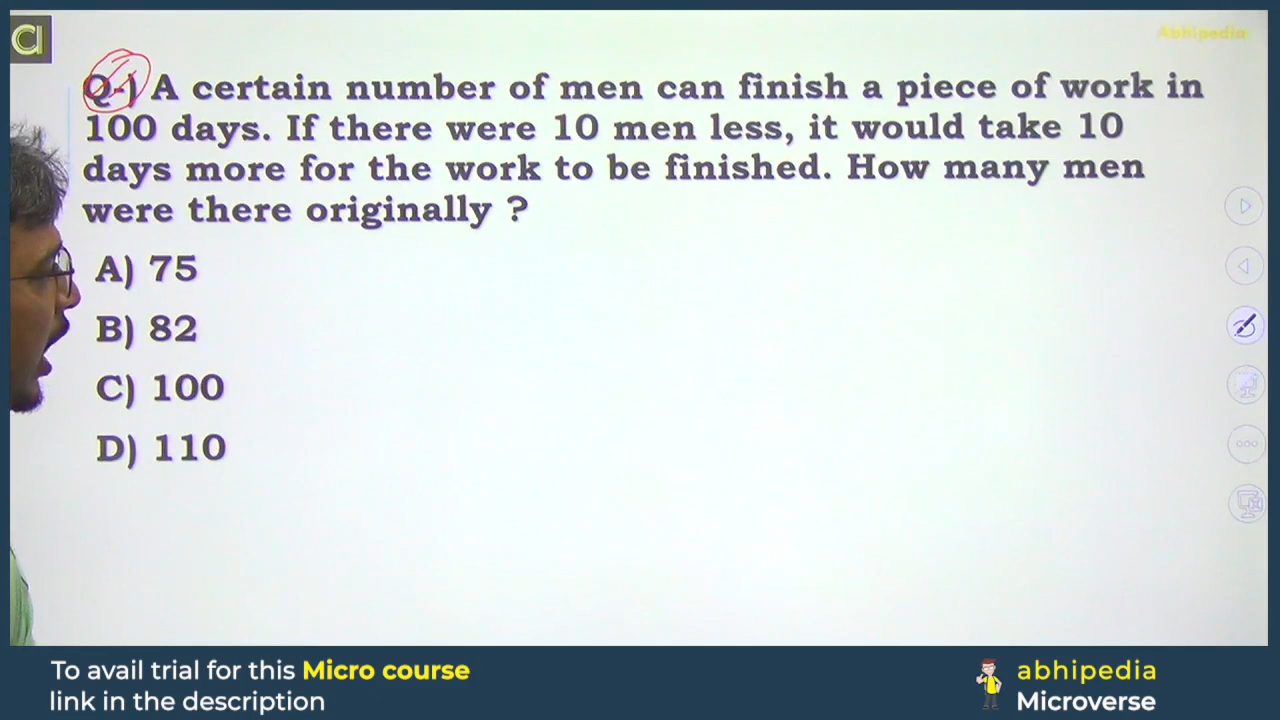 Abhipedia
Q-1 A certain number of men can finish a piece of work in
100 days. If there were 10 men less, it would take 10
days more for the work to be finished. How many men
were there originally ?
A) 75
B) 82
C) 100
D) 110
To avail trial for this Micro course
link in the description
abhipedia
Microverse